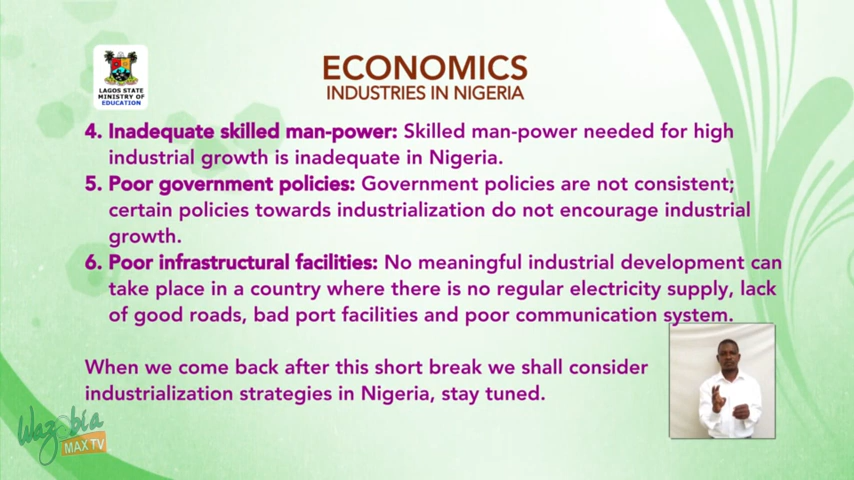 LAGOS STATE
MINISTRY OF
EDUCATION
ECONOMICS
INDUSTRIES IN NIGERIA
4. Inadequate skilled man-power: Skilled man-power needed for high
industrial growth is inadequate in Nigeria.
5. Poor government policies: Government policies are not consistent;
certain policies towards industrialization do not encourage industrial
growth.
6. Poor infrastructural facilities: No meaningful industrial development can
take place in a country where there is no regular electricity supply, lack
of good roads, bad port facilities and poor communication system.
When we come back after this short break we shall consider
industrialization strategies in Nigeria, stay tuned.
Wazobia
MAX TV